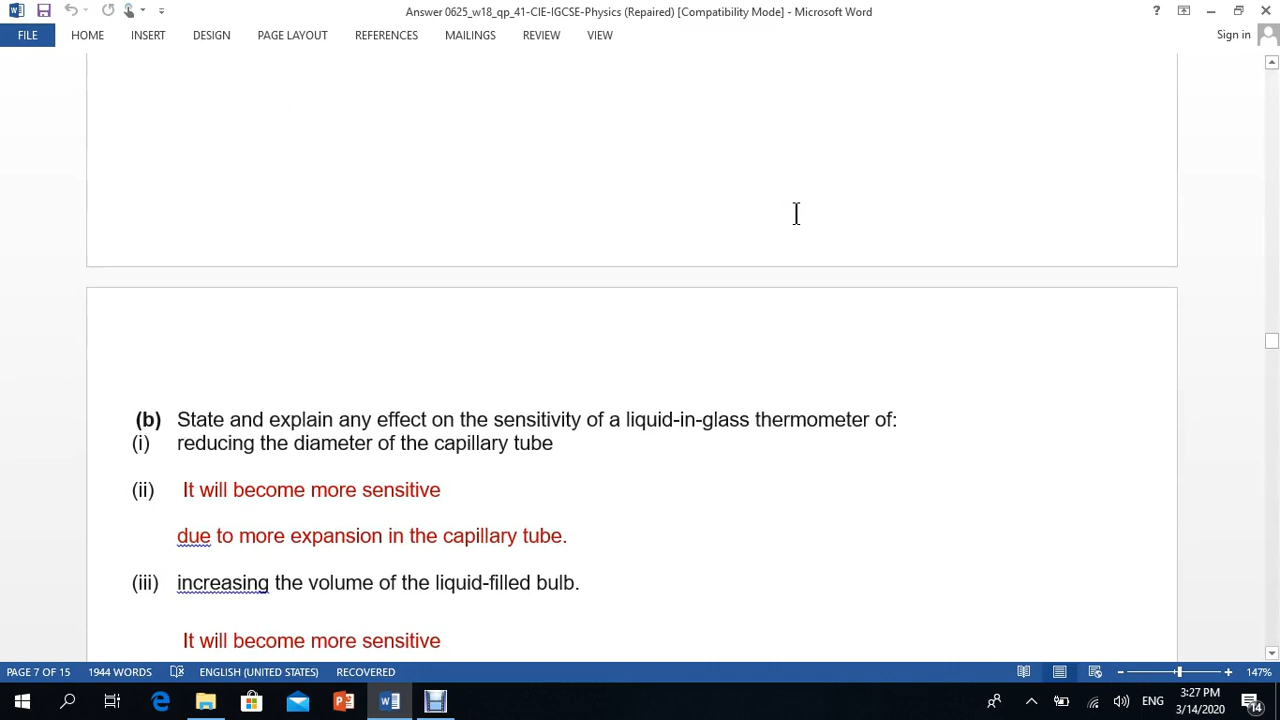 Answer 0625_w18_qp_41-CIE-IGCSE-Physics (Repaired) [Compatibility Mode] - Microsoft Word
FILE HOME INSERT DESIGN PAGE LAYOUT REFERENCES MAILINGS REVIEW VIEW Sign in
(b) State and explain any effect on the sensitivity of a liquid-in-glass thermometer of:
(i) reducing the diameter of the capillary tube
(ii) It will become more sensitive
due to more expansion in the capillary tube.
(iii) increasing the volume of the liquid-filled bulb.
It will become more sensitive
PAGE 7 OF 15 1944 WORDS ENGLISH (UNITED STATES) RECOVERED 147%
ENG 3:27 PM
3/14/2020 14